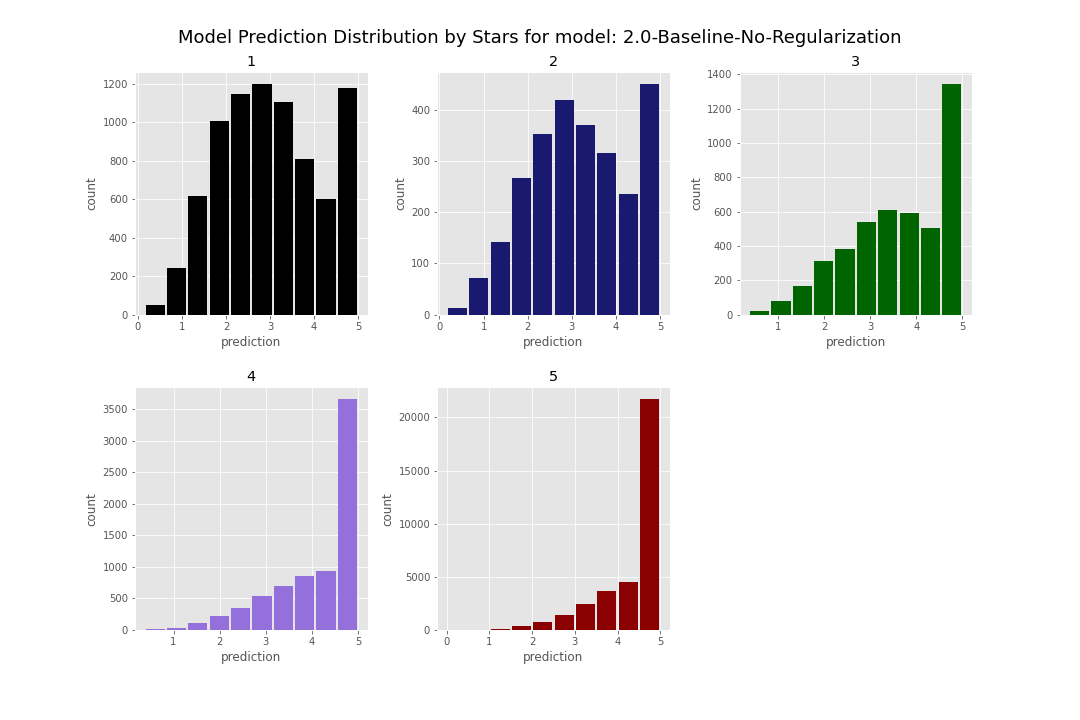 Model Prediction Distribution by Stars for model: 2.0-Baseline-No-Regularization
1
1200
1000
800
600
400
200
0
count
0 1 2 3 4 5
prediction
2
400
300
200
100
0
count
0 1 2 3 4 5
prediction
3
1400
1200
1000
800
600
400
200
0
count
1 2 3 4 5
prediction
4
3500
3000
2500
2000
1500
1000
500
0
count
1 2 3 4 5
prediction
5
20000
15000
10000
5000
0
count
0 1 2 3 4 5
prediction